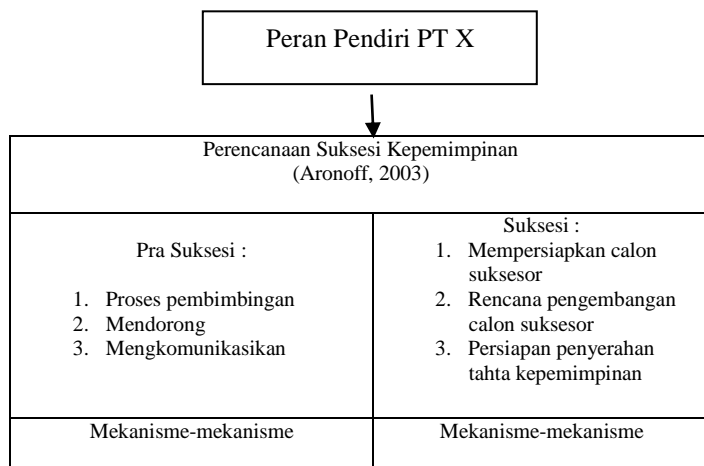 Peran Pendiri PT X
Perencanaan Suksesi Kepemimpinan
(Aronoff, 2003)
Pra Suksesi :
1. Proses pembimbingan
2. Mendorong
3. Mengkomunikasikan
Suksesi :
1. Mempersiapkan calon
suksesor
2. Rencana pengembangan
calon suksesor
3. Persiapan penyerahan
tahta kepemimpinan
Mekanisme-mekanisme
Mekanisme-mekanisme